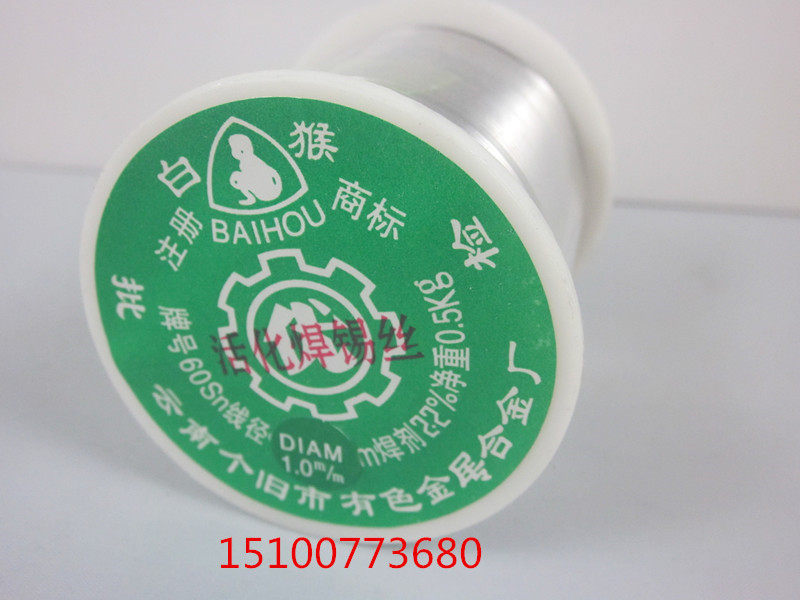 白 猴
BAIHOU
注册 商标
批 检
活化焊锡丝
牌号60Sn线径 m焊剂2.2%净重0.5Kg
DIAM
1.0m/m
云南个旧市有色金属合金厂
15100773680